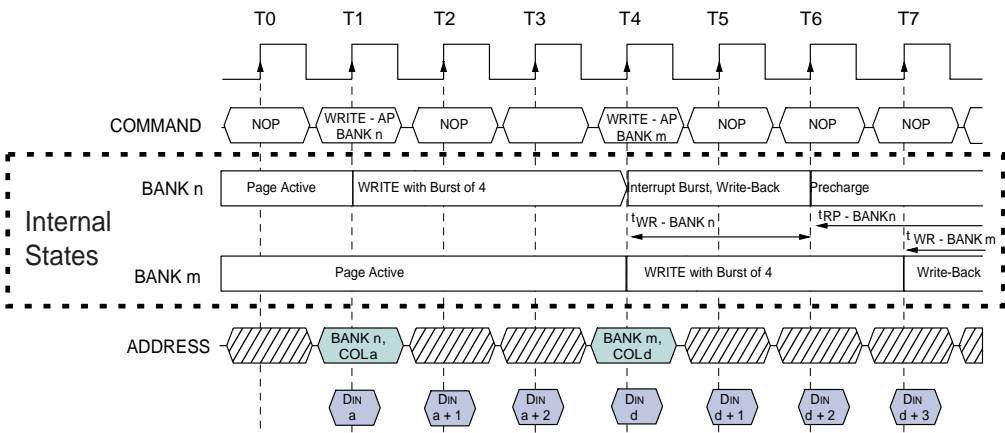 T0 T1 T2 T3 T4 T5 T6 T7
COMMAND NOP WRITE - AP NOP WRITE - AP NOP NOP NOP
BANK n BANK m
BANK n Page Active WRITE with Burst of 4 Interrupt Burst, Write-Back Precharge
Internal
States
tWR - BANK n tRP - BANKn
t WR - BANK m
BANK m Page Active WRITE with Burst of 4 Write-Back
ADDRESS BANK n, BANK m,
COL a COL d
DIN DIN DIN DIN DIN DIN DIN
a a + 1 a + 2 d d + 1 d + 2 d + 3